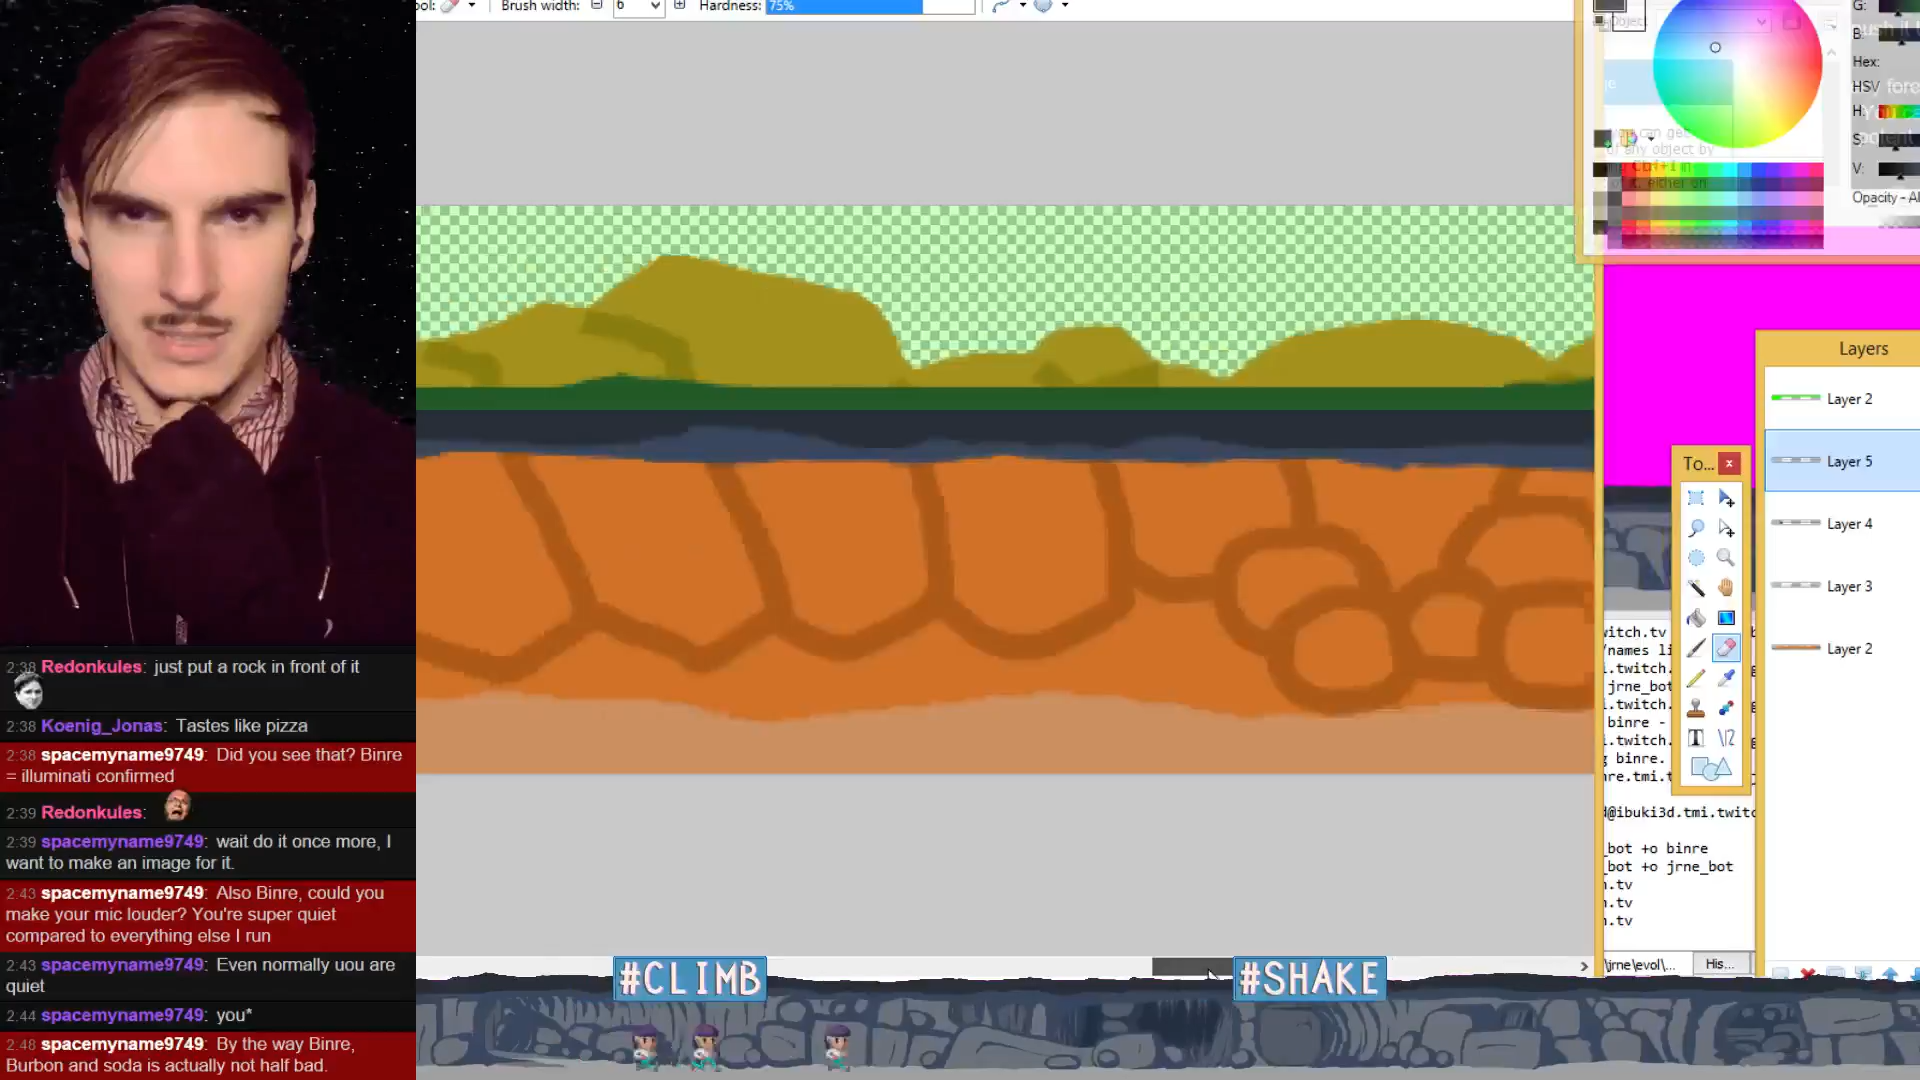 ool:
Brush width:
6
Hardness:
75%
G:
B:
Hex:
HSV
H:
S:
V:
Opacity - Al
Layers
Layer 2
Layer 5
Layer 4
Layer 3
Layer 2
To...
2:38 Redonkules: just put a rock in front of it
2:38 Koenig_Jonas: Tastes like pizza
2:38 spacemyname9749: Did you see that? Binre
= illuminati confirmed
2:39 Redonkules:
2:39 spacemyname9749: wait do it once more, I
want to make an image for it.
2:43 spacemyname9749: Also Binre, could you
make your mic louder? You're super quiet
compared to everything else I run
2:43 spacemyname9749: Even normally uou are
quiet
2:44 spacemyname9749: you*
2:48 spacemyname9749: By the way Binre,
Burbon and soda is actually not half bad.
witch.tv
/names li
i.twitch.
jrne_bot
i.twitch.
binre -
i.twitch.
g binre.
re.tmi.t
d@ibuki3d.tmi.twitc
_bot +o binre
_bot +o jrne_bot
.tv
.tv
.tv
\jrne\evol\...
His...
#CLIMB
#SHAKE